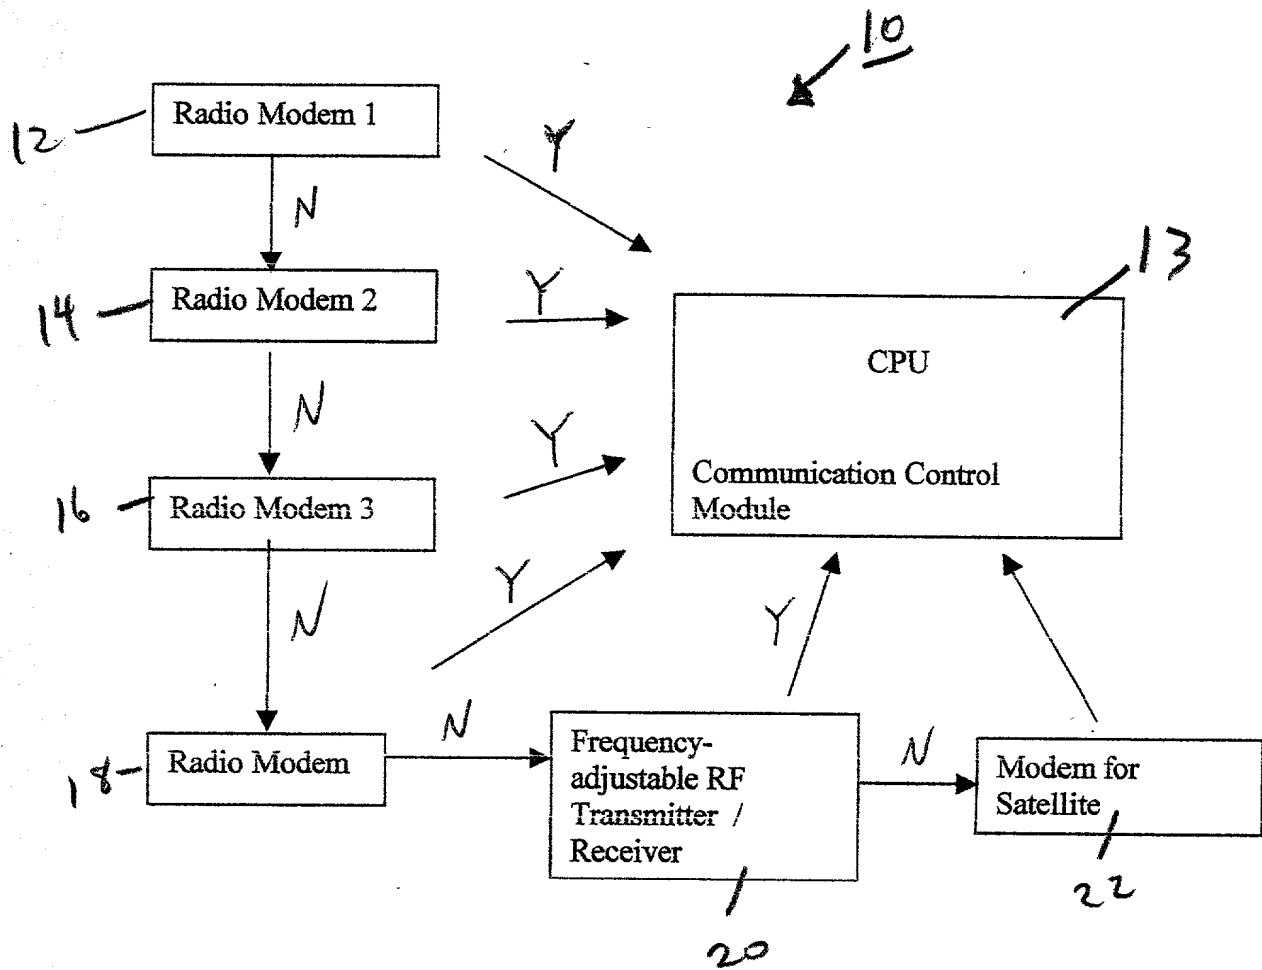 10
Radio Modem 1
12
Y
N
13
Radio Modem 2
14
Y
CPU
N
Y
Communication Control
Module
Radio Modem 3
16
Y
N
Y
N
Radio Modem
18
Frequency-
adjustable RF
Transmitter /
Receiver
N
Modem for
Satellite
20
22